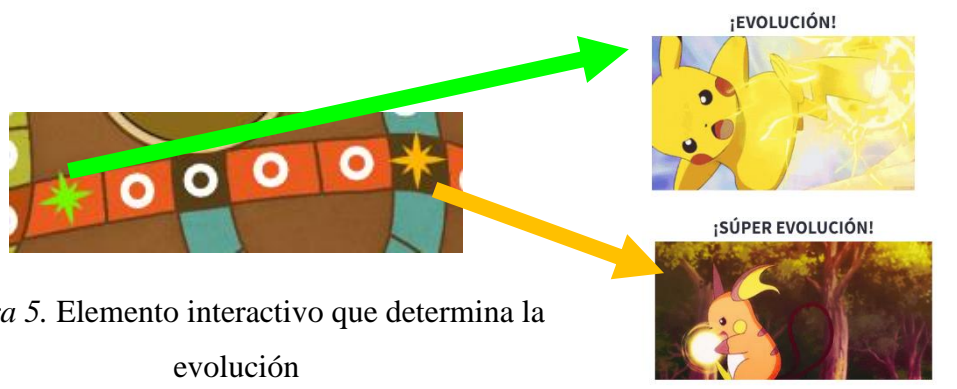 ¡EVOLUCIÓN!
¡SÚPER EVOLUCIÓN!
5. Elemento interactivo que determina la
evolución